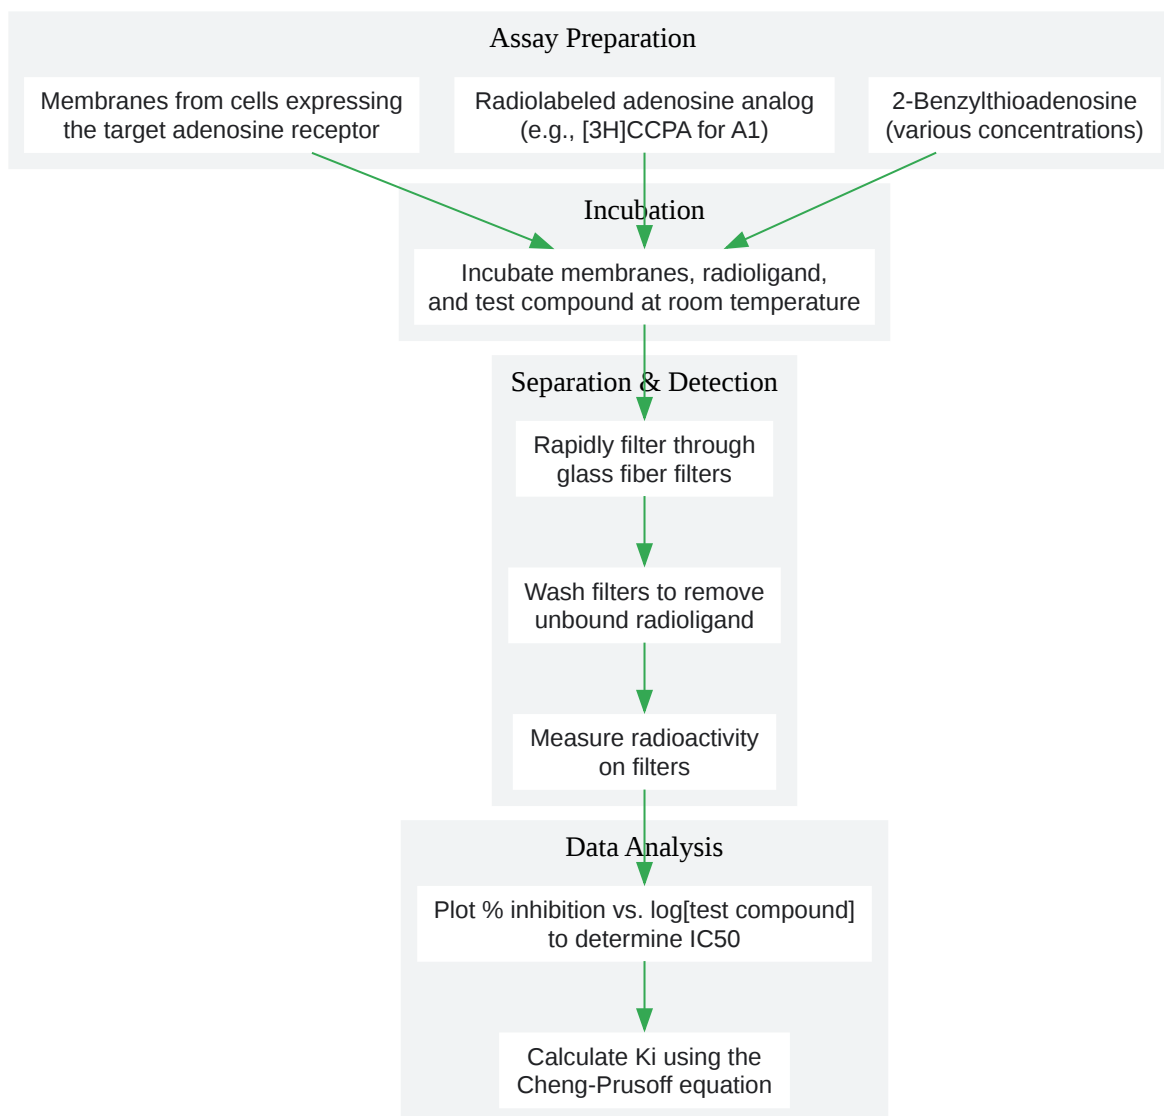 Assay Preparation
Membranes from cells expressing
the target adenosine receptor
Radiolabeled adenosine analog
(e.g., [3H]CCPA for A1)
2-Benzylthioadenosine
(various concentrations)
Incubation
Incubate membranes, radioligand,
and test compound at room temperature
Separation & Detection
Rapidly filter through
glass fiber filters
Wash filters to remove
unbound radioligand
Measure radioactivity
on filters
Data Analysis
Plot % inhibition vs. log[test compound]
to determine IC50
Calculate Ki using the
Cheng-Prusoff equation